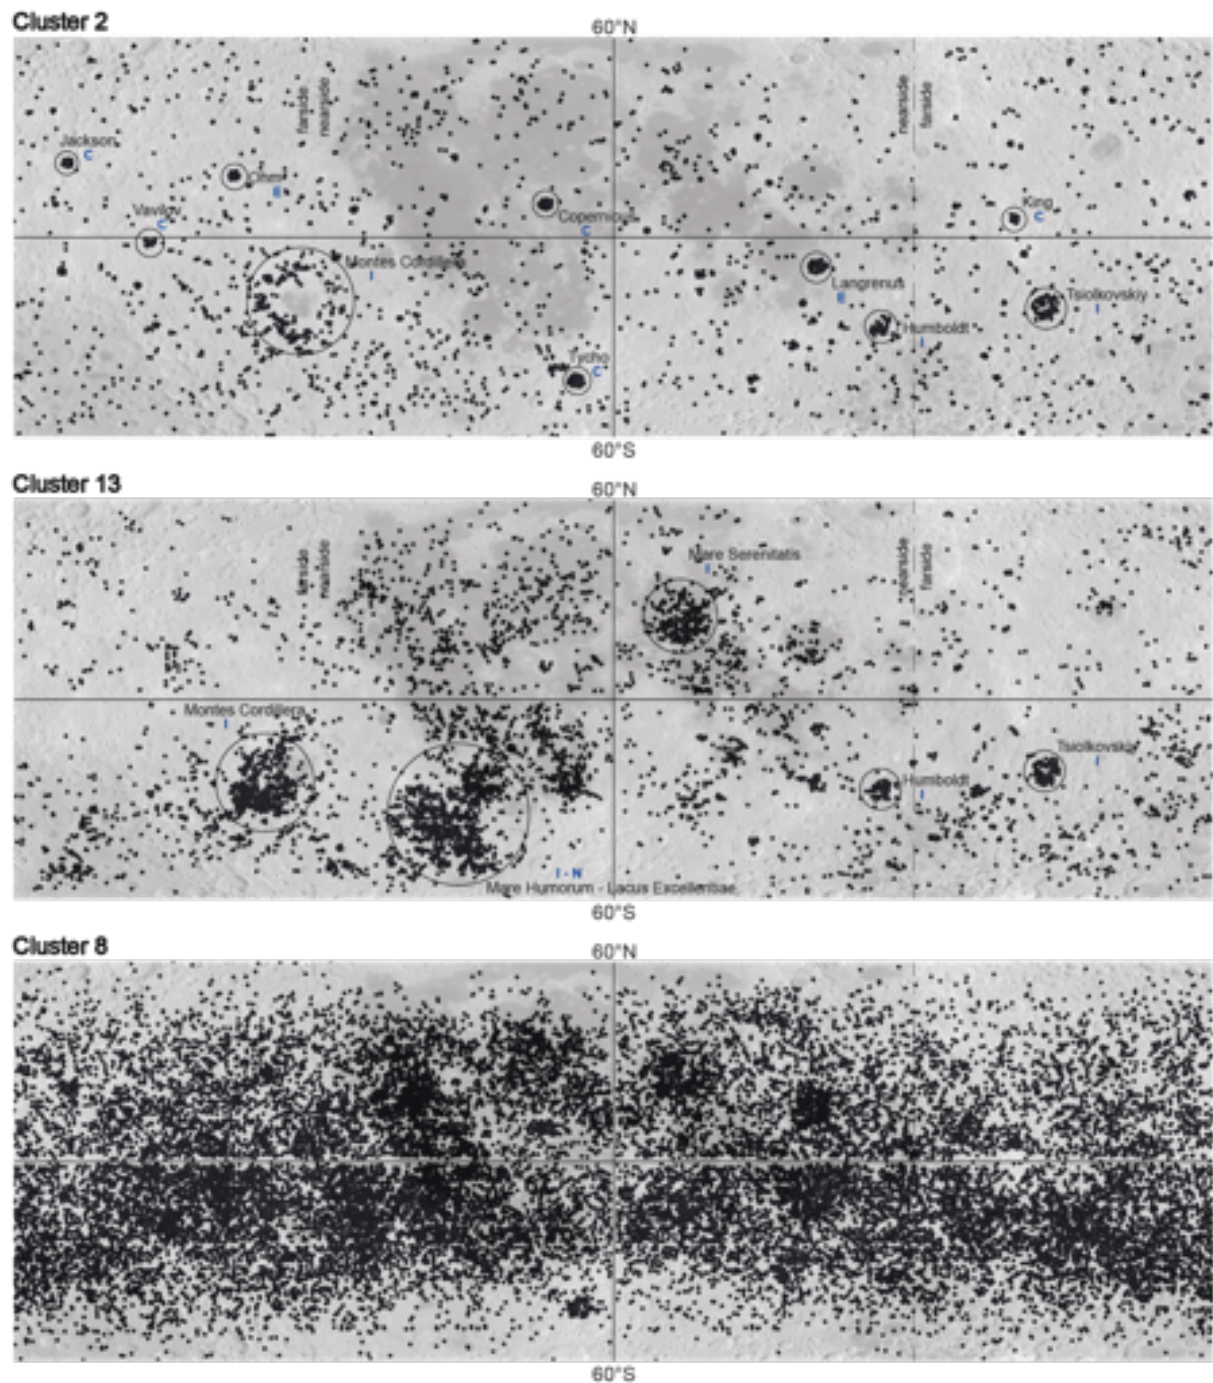 Cluster 2
60°N
farside
nearside
nearside
farside
Jackson
C
Ohm
E
Vavilov
C
Copernicus
C
King
C
Montes Cordillera
I
Langrenus
E
Tsiolkovskiy
I
Humboldt
I
Tycho
C
60°S
Cluster 13
60°N
farside
nearside
nearside
farside
Mare Serenitatis
I
Montes Cordillera
I
Tsiolkovskiy
I
Humboldt
I
I - N
Mare Humorum - Lacus Excellentiae
60°S
Cluster 8
60°N
60°S